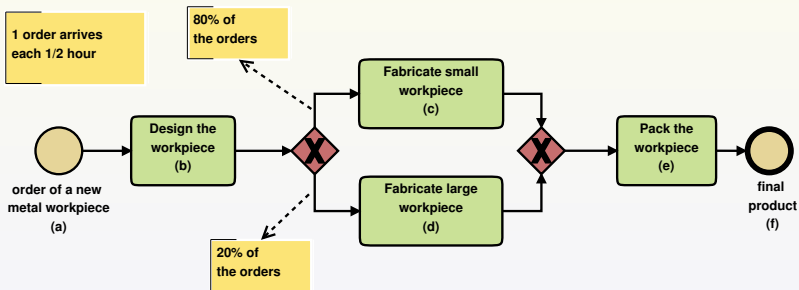 1 order arrives
each 1/2 hour
80% of
the orders
order of a new
metal workpiece
(a)
Design the
workpiece
(b)
X
Fabricate small
workpiece
(c)
Fabricate large
workpiece
(d)
20% of
the orders
X
Pack the
workpiece
(e)
final
product
(f)